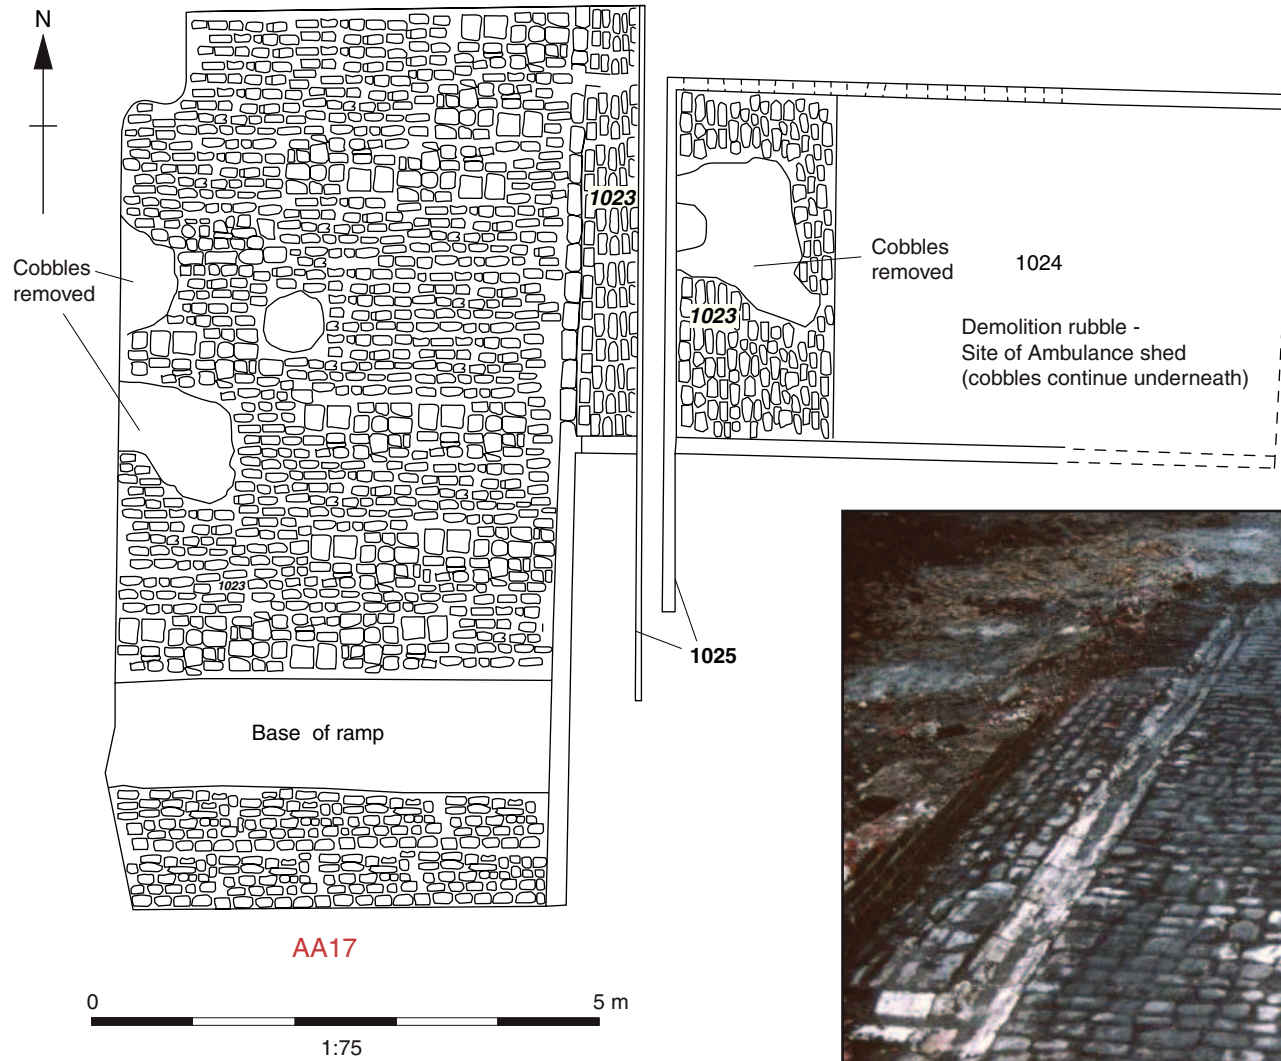 N
1023
Cobbles
removed
Cobbles
removed
1024
1023
Demolition rubble -
Site of Ambulance shed
(cobbles continue underneath)
1023
1025
Base of ramp
AA17
0
5 m
1:75